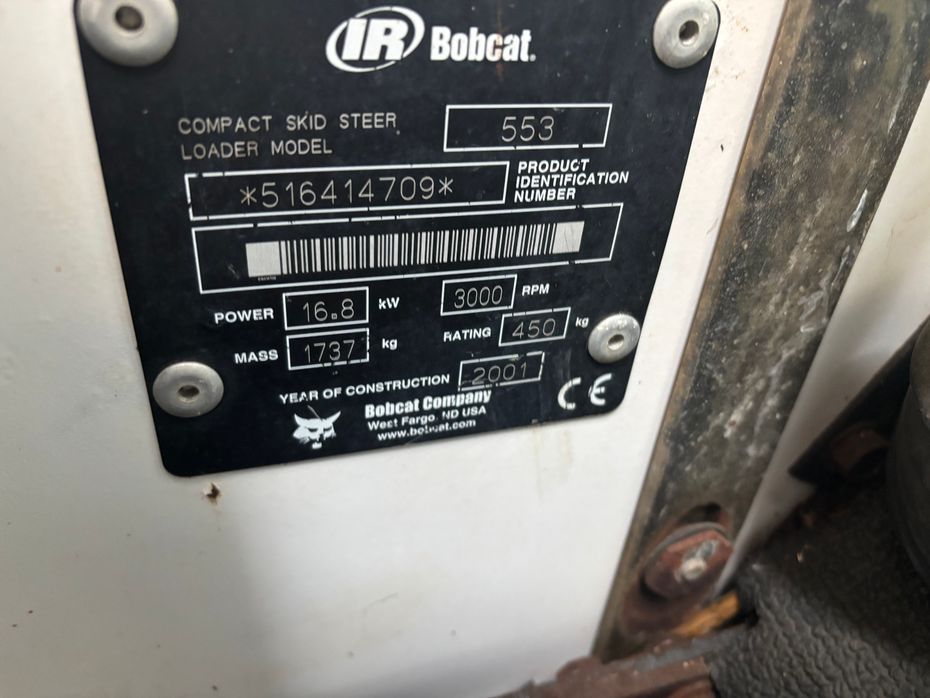 IR Bobcat.
COMPACT SKID STEER
LOADER MODEL
553
*516414709*
PRODUCT
IDENTIFICATION
NUMBER
POWER 16.8 kW 3000 RPM
MASS 1737 kg RATING 450 kg
YEAR OF CONSTRUCTION 2001
Bobcat Company
West Fargo, ND USA
www.bobcat.com
CE